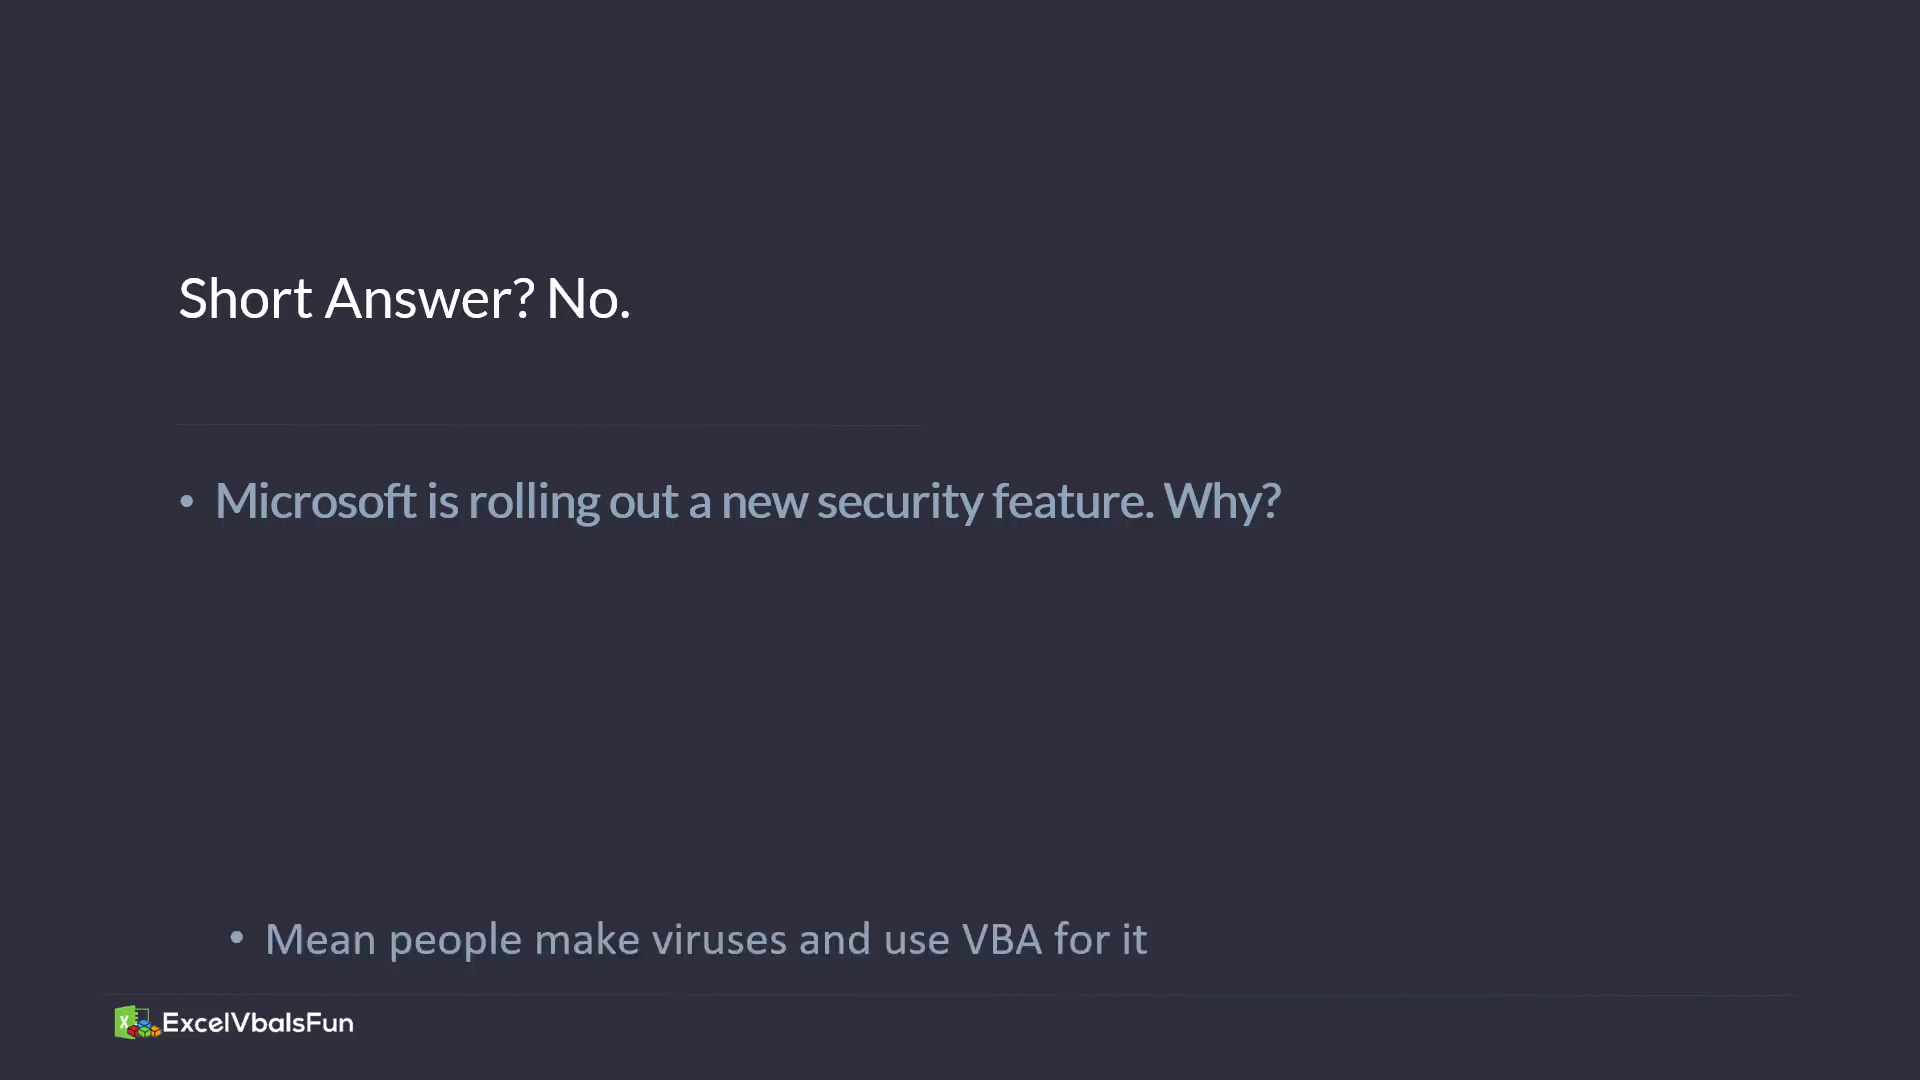 Short Answer? No.
• Microsoft is rolling out a new security feature. Why?
• Mean people make viruses and use VBA for it
ExcelVbaIsFun